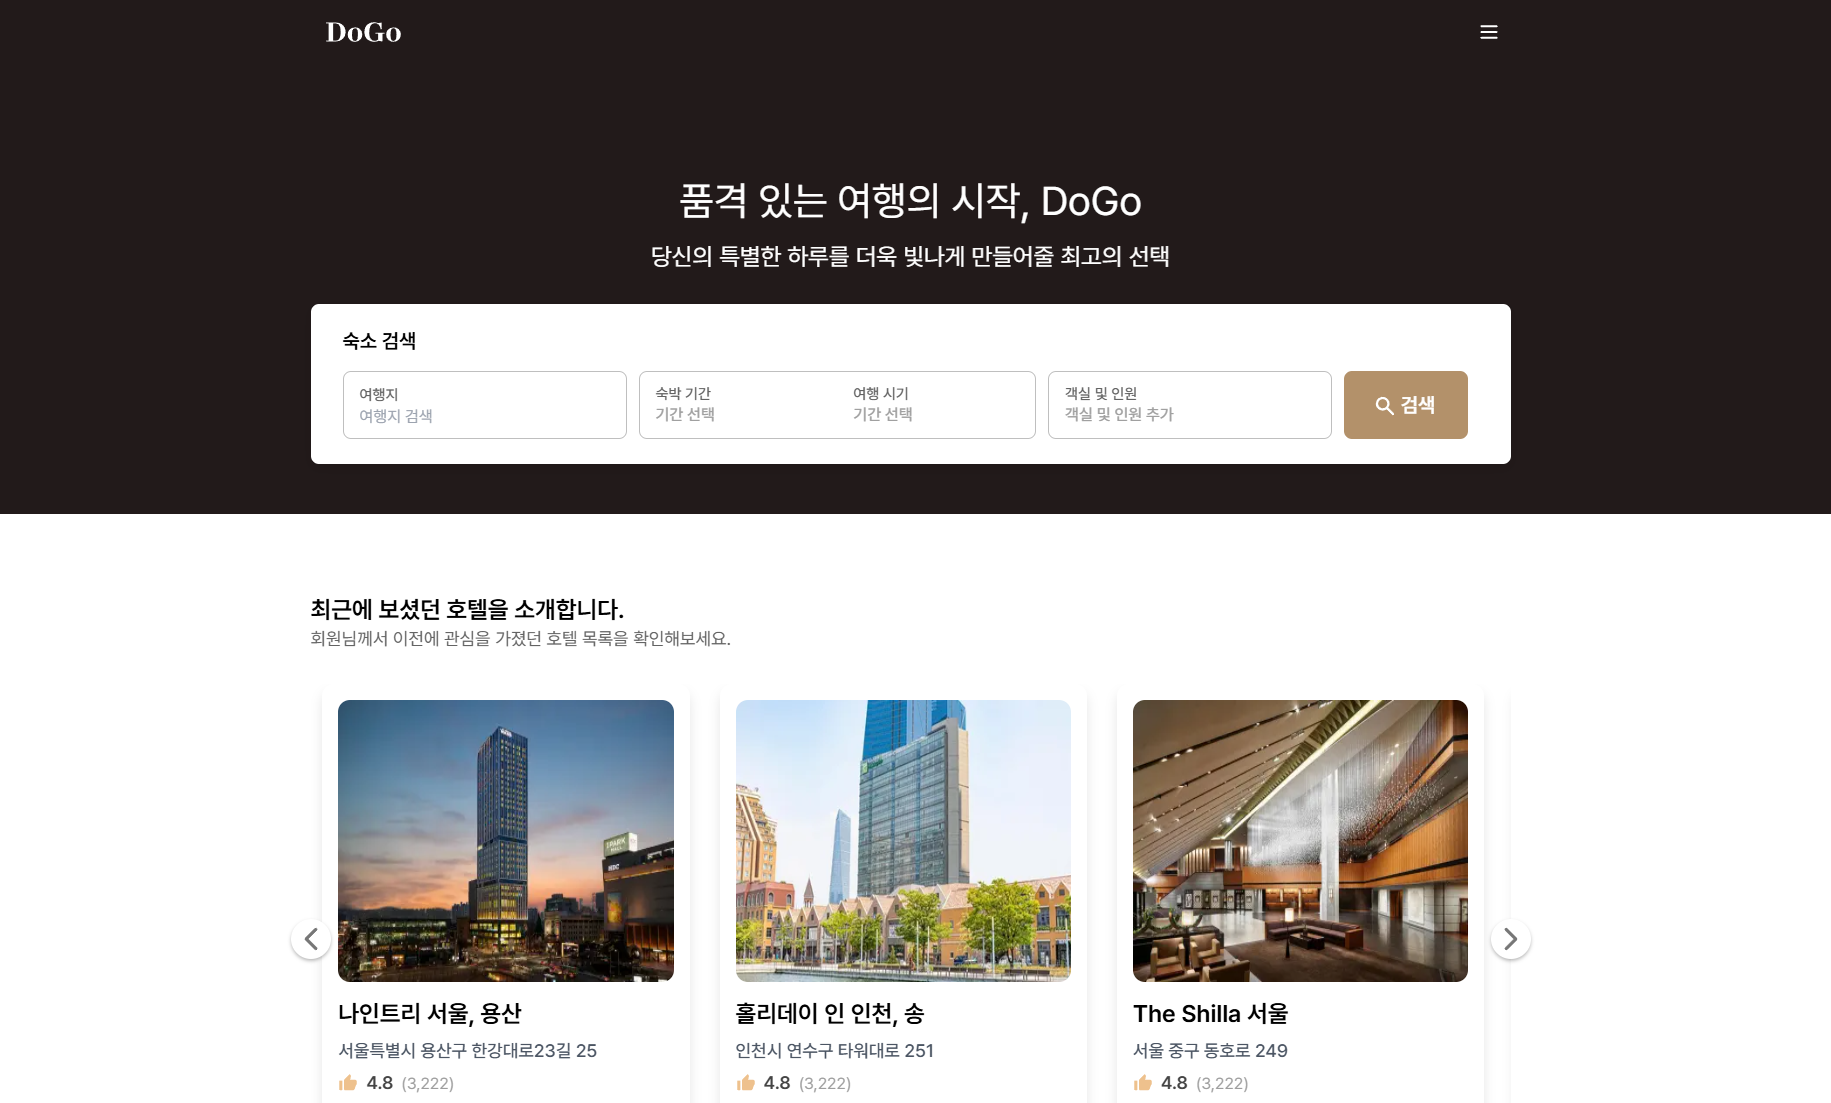 DoGo
품격 있는 여행의 시작, DoGo
당신의 특별한 하루를 더욱 빛나게 만들어줄 최고의 선택
숙소 검색
여행지
여행지 검색
숙박 기간
기간 선택
여행 시기
기간 선택
객실 및 인원
객실 및 인원 추가
검색
최근에 보셨던 호텔을 소개합니다.
회원님께서 이전에 관심을 가졌던 호텔 목록을 확인해보세요.
나인트리 서울, 용산
서울특별시 용산구 한강대로23길 25
4.8 (3,222)
홀리데이 인 인천, 송
인천시 연수구 타워대로 251
4.8 (3,222)
The Shilla 서울
서울 중구 동호로 249
4.8 (3,222)